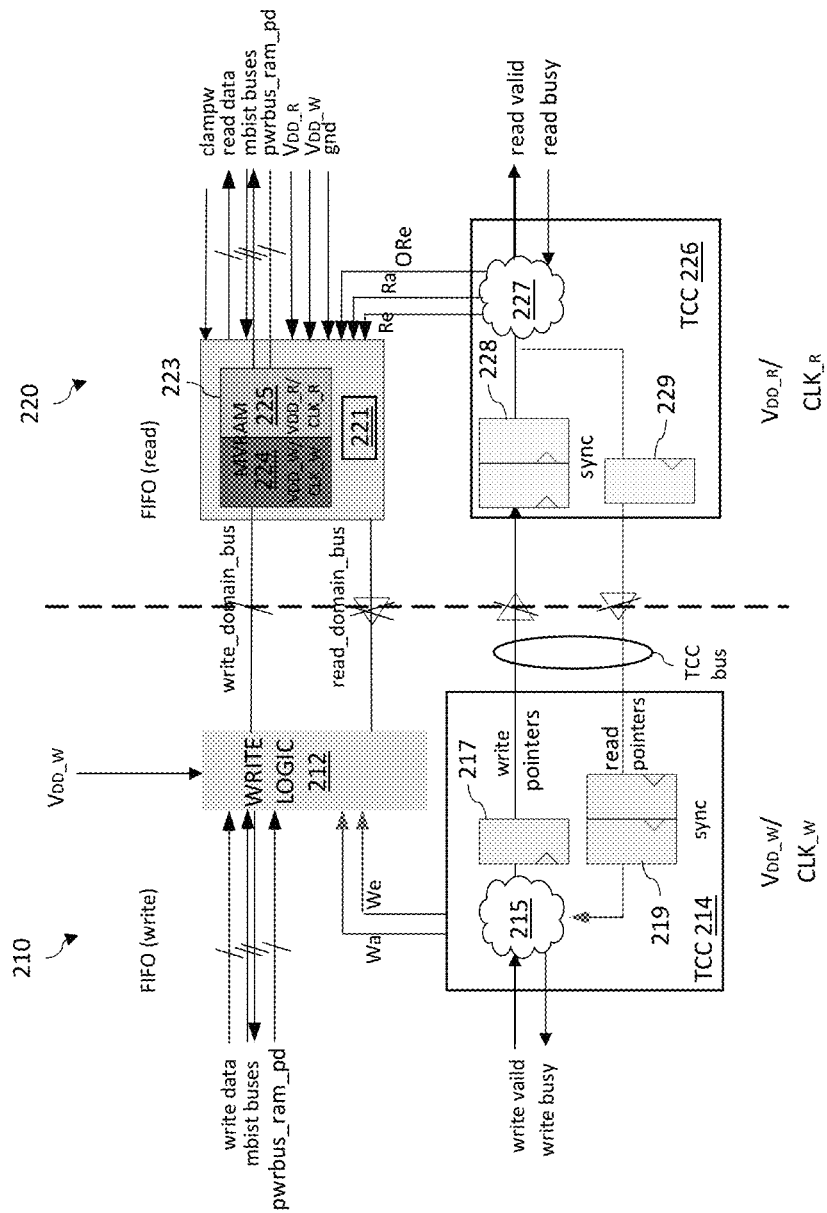 210
220
FIFO (write)
FIFO (read)
VDD_W
write data
mbist buses
pwrbus_ram_pd
WRITE
LOGIC
212
write_domain_bus
read_domain_bus
223
MVRAM
224
225
VDD_W/
CLK_W
VDD_R/
CLK_R
221
clampw
read data
mbist buses
pwrbus_ram_pd
VDD_R
VDD_W
gnd
Wa
We
Re
Ra
ORe
write vaild
write busy
215
217
write
pointers
read
pointers
219
sync
TCC 214
TCC
bus
228
sync
227
229
TCC 226
read valid
read busy
VDD_W/
CLK_W
VDD_R/
CLK_R